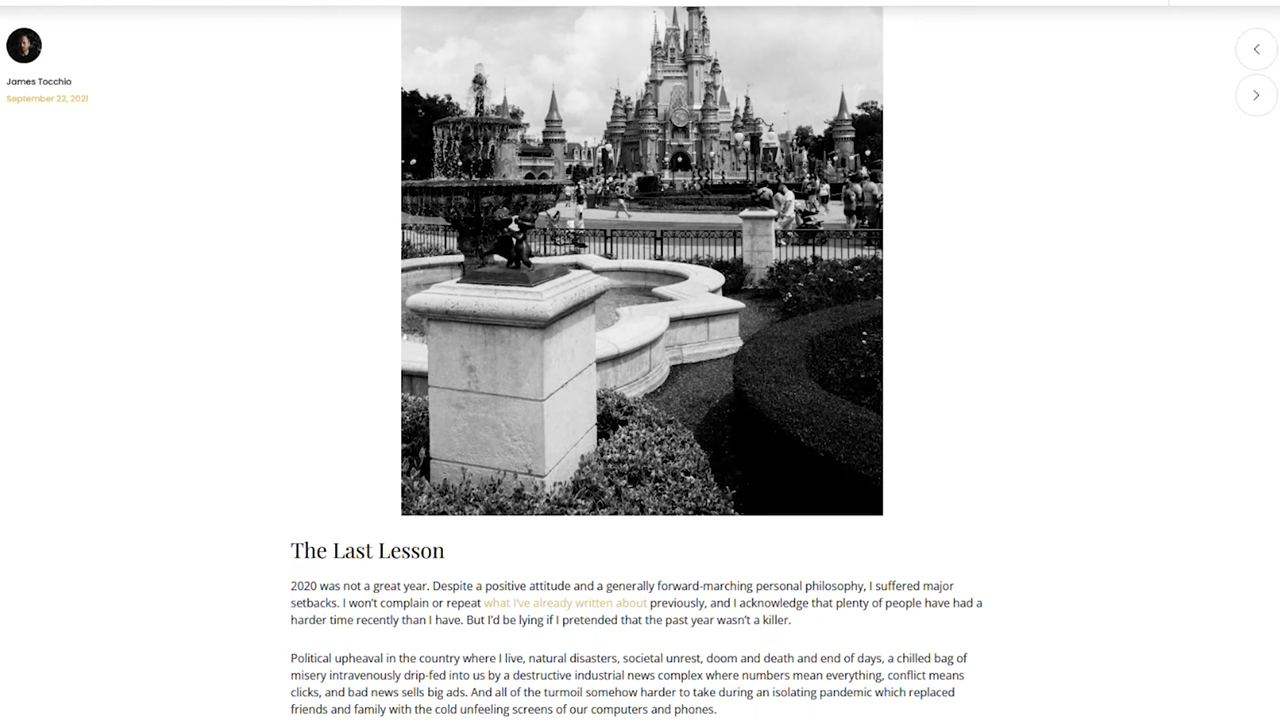 James Tocchio
September 22, 2021
The Last Lesson
2020 was not a great year. Despite a positive attitude and a generally forward-marching personal philosophy, I suffered major
setbacks. I won't complain or repeat what I've already written about previously, and I acknowledge that plenty of people have had a
harder time recently than I have. But I'd be lying if I pretended that the past year wasn't a killer.
Political upheaval in the country where I live, natural disasters, societal unrest, doom and death and end of days, a chilled bag of
misery intravenously drip-fed into us by a destructive industrial news complex where numbers mean everything, conflict means
clicks, and bad news sells big ads. And all of the turmoil somehow harder to take during an isolating pandemic which replaced
friends and family with the cold unfeeling screens of our computers and phones.